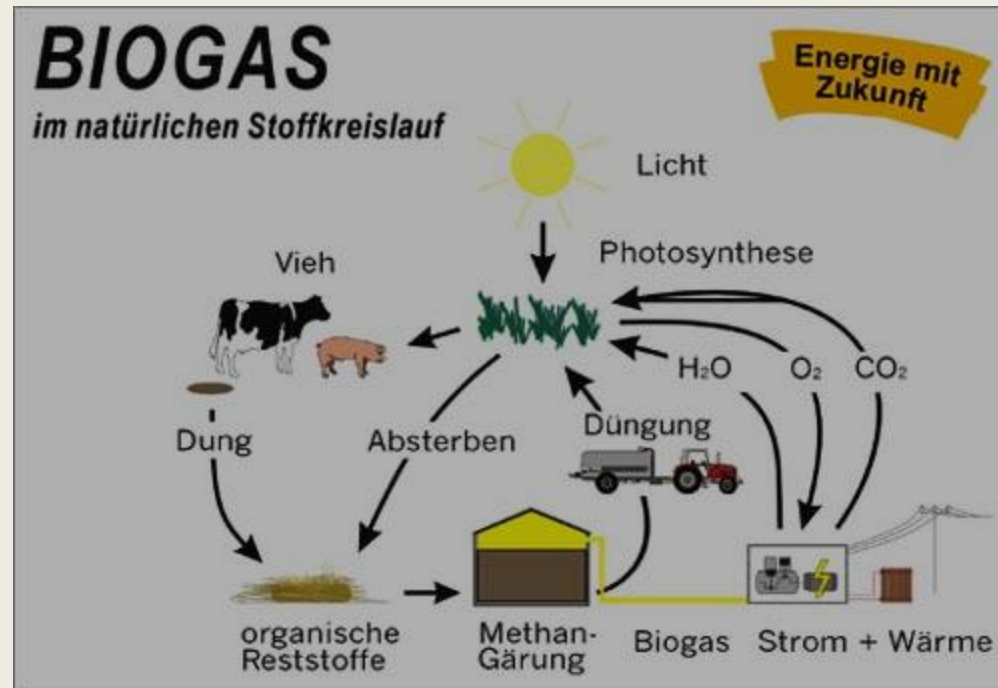 BIOGAS
im natürlichen Stoffkreislauf
Energie mit
Zukunft
Licht
Photosynthese
Vieh
H₂O
O₂
CO₂
Dung
Absterben
Düngung
organische
Reststoffe
Methan-
Gärung
Biogas
Strom + Wärme